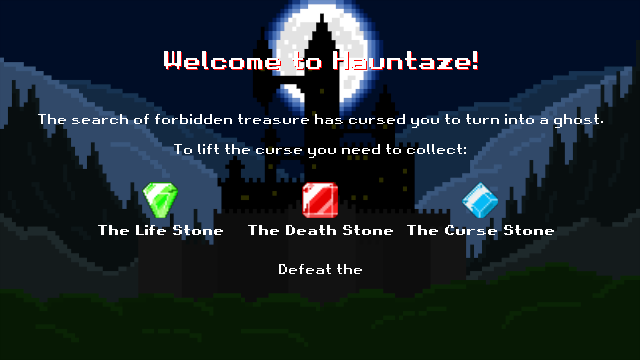 Welcome to Hauntaze!
The search of forbidden treasure has cursed you to turn into a ghost.
To lift the curse you need to collect:
The Life Stone The Death Stone The Curse Stone
Defeat the